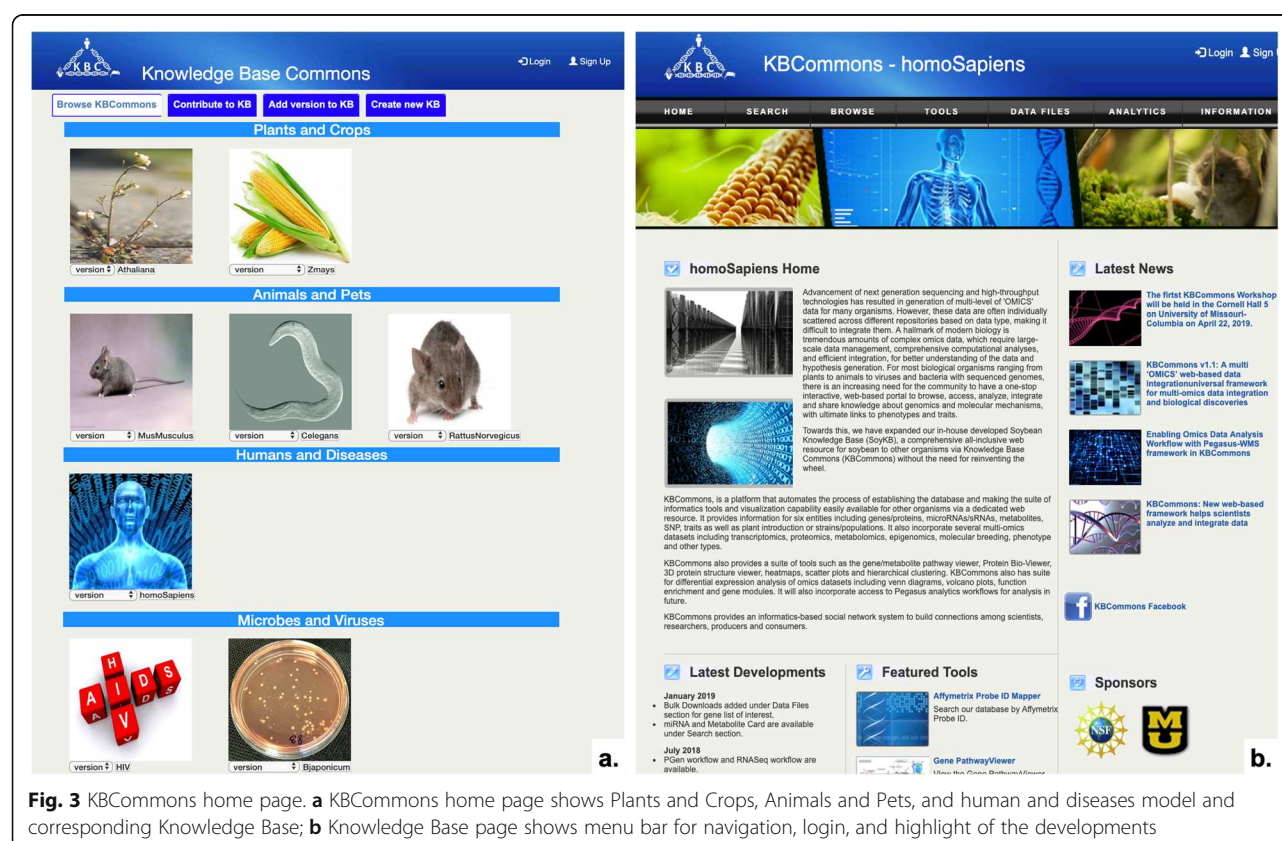 KBC
Knowledge Base Commons
Login
Sign Up
Browse KBCommons
Contribute to KB
Add version to KB
Create new KB
Plants and Crops
version
Athaliana
version
Zmays
Animals and Pets
version
MusMusculus
version
Celegans
version
RattusNorvegicus
Humans and Diseases
version
homoSapiens
Microbes and Viruses
H
A I D S
V
version
HIV
version
Bjaponicum
a.
KBC
KBCommons - homoSapiens
Login
Sign
HOME
SEARCH
BROWSE
TOOLS
DATA FILES
ANALYTICS
INFORMATION
homoSapiens Home
Advancement of next generation sequencing and high-throughput
technologies has resulted in generation of multi-level of 'OMICS'
data for many organisms. However, these data are often individually
scattered across different repositories based on data type, making it
difficult to integrate them. A hallmark of modern biology is
tremendous amounts of complex omics data, which require large-
scale data management, comprehensive computational analyses,
and efficient integration, for better understanding of the data and
hypothesis generation. For most biological organisms ranging from
plants to animals to viruses and bacteria with sequenced genomes,
there is an increasing need for the community to have a one-stop
interactive, web-based portal to browse, access, analyze, integrate
and share knowledge about genomics and molecular mechanisms,
with ultimate links to phenotypes and traits.
Towards this, we have expanded our in-house developed Soybean
Knowledge Base (SoyKB), a comprehensive all-inclusive web
resource for soybean to other organisms via Knowledge Base
Commons (KBCommons) without the need for reinventing the
wheel.
KBCommons, is a platform that automates the process of establishing the database and making the suite of
informatics tools and visualization capability easily available for other organisms via a dedicated web
resource. It provides information for six entities including genes/proteins, microRNAs/sRNAs, metabolites,
SNP, traits as well as plant introduction or strains/populations. It also incorporate several multi-omics
datasets including transcriptomics, proteomics, metabolomics, epigenomics, molecular breeding, phenotype
and other types.
KBCommons also provides a suite of tools such as the gene/metabolite pathway viewer, Protein Bio-Viewer,
3D protein structure viewer, heatmaps, scatter plots and hierarchical clustering. KBCommons also has suite
for differential expression analysis of omics datasets including venn diagrams, volcano plots, function
enrichment and gene modules. It will also incorporate access to Pegasus analytics workflows for analysis in
future.
KBCommons provides an informatics-based social network system to build connections among scientists,
researchers, producers and consumers.
Latest News
The firtst KBCommons Workshop
will be held in the Cornell Hall 5
on University of Missouri-
Columbia on April 22, 2019.
KBCommons v1.1: A multi
'OMICS' web-based data
integrationuniversal framework
for multi-omics data integration
and biological discoveries
Enabling Omics Data Analysis
Workflow with Pegasus-WMS
framework in KBCommons
KBCommons: New web-based
framework helps scientists
analyze and integrate data
KBCommons Facebook
Latest Developments
January 2019
• Bulk Downloads added under Data Files
section for gene list of interest.
• miRNA and Metabolite Card are available
under Search section.
July 2018
• PGen workflow and RNASeq workflow are
available.
Featured Tools
Affymetrix Probe ID Mapper
Search our database by Affymetrix
Probe ID.
Gene PathwayViewer
View the Gene PathwayViewer
Sponsors
NSF
MU
b.
Fig. 3 KBCommons home page. a KBCommons home page shows Plants and Crops, Animals and Pets, and human and diseases model and
corresponding Knowledge Base; b Knowledge Base page shows menu bar for navigation, login, and highlight of the developments